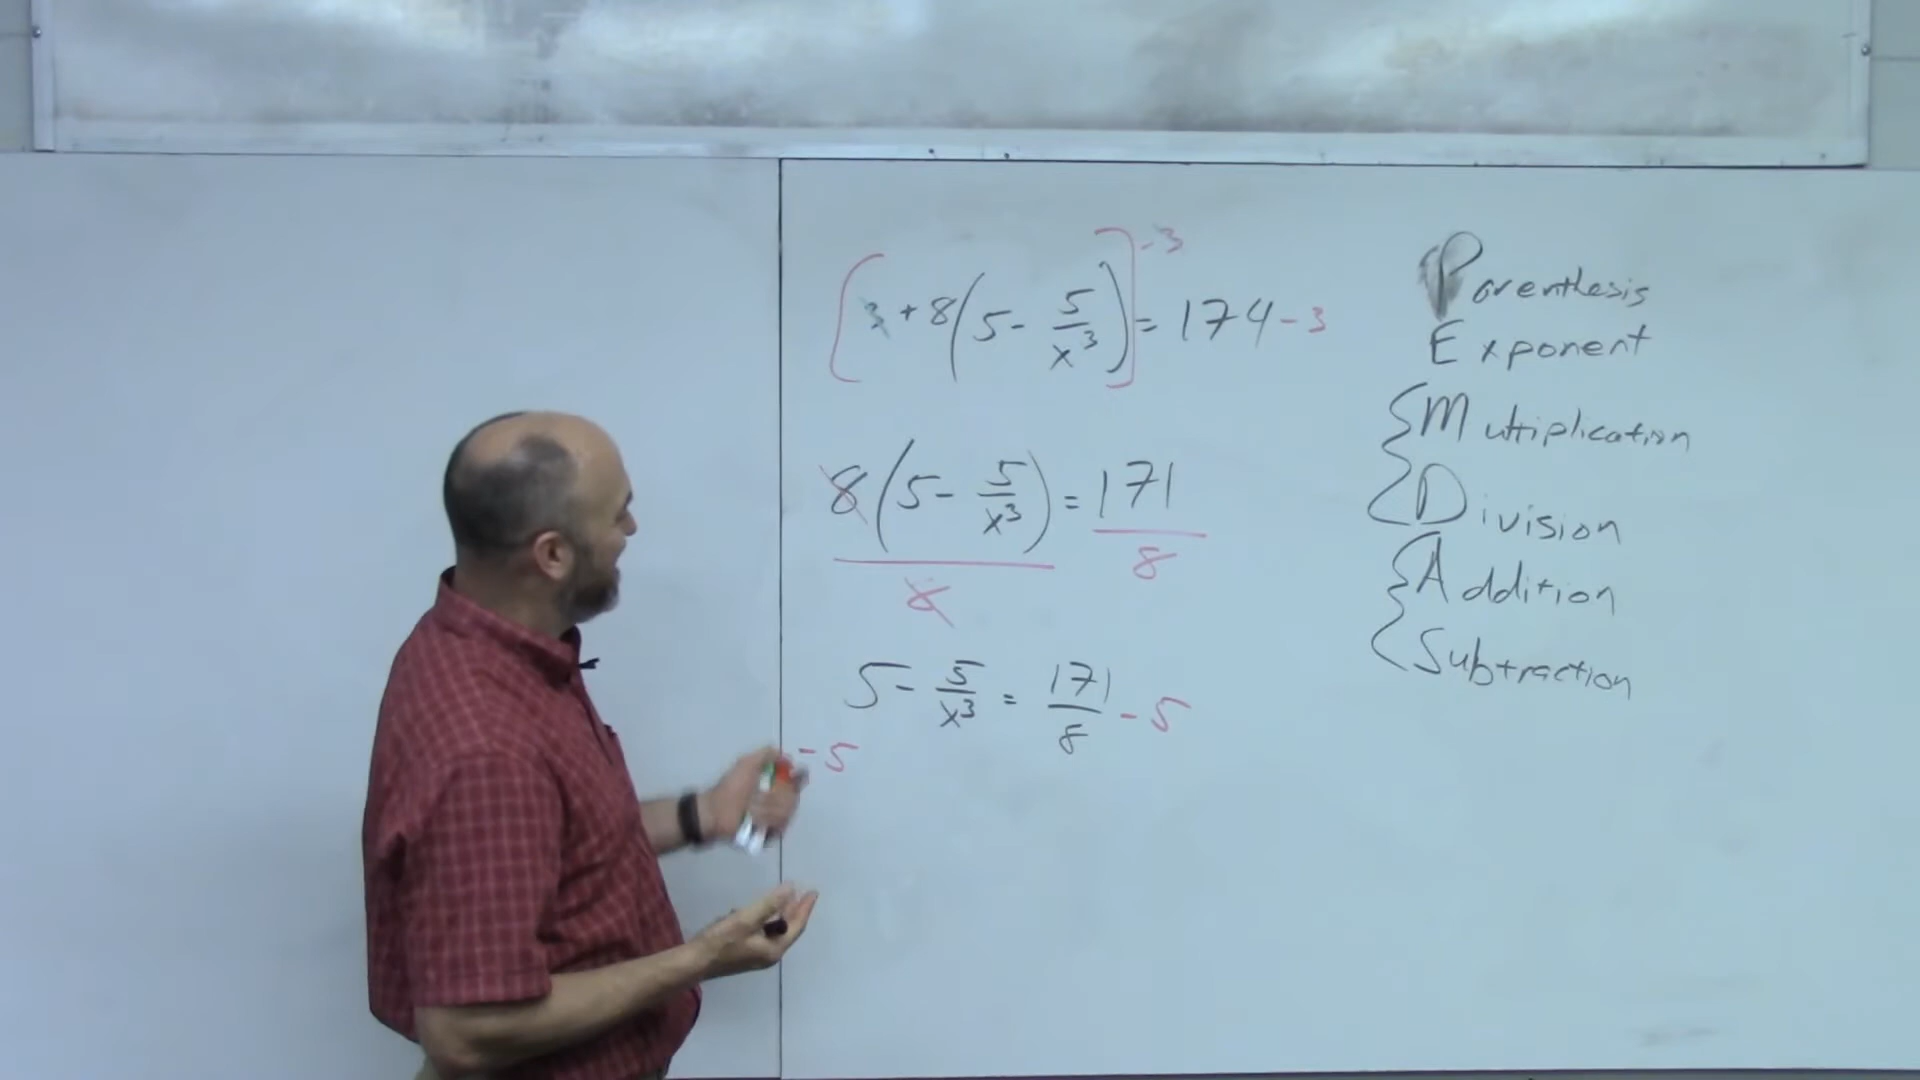 [3 + 8(5 - 5/x³)] - 3 = 174 - 3
8(5 - 5/x³) / 8 = 171 / 8
5 - 5/x³ = 171/8 - 5
- 5
Parenthesis
Exponent
{Multiplication
Division
{Addition
Subtraction